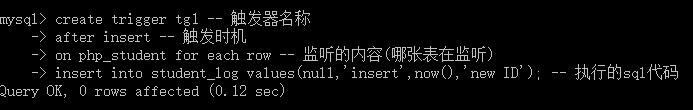 mysql> create trigger tg1 -- 触发器名称
    -> after insert -- 触发时机
    -> on php_student for each row -- 监听的内容(哪张表在监听)
    -> insert into student_log values(null,'insert',now(),'new ID'); -- 执行的sql代码
Query OK, 0 rows affected (0.12 sec)